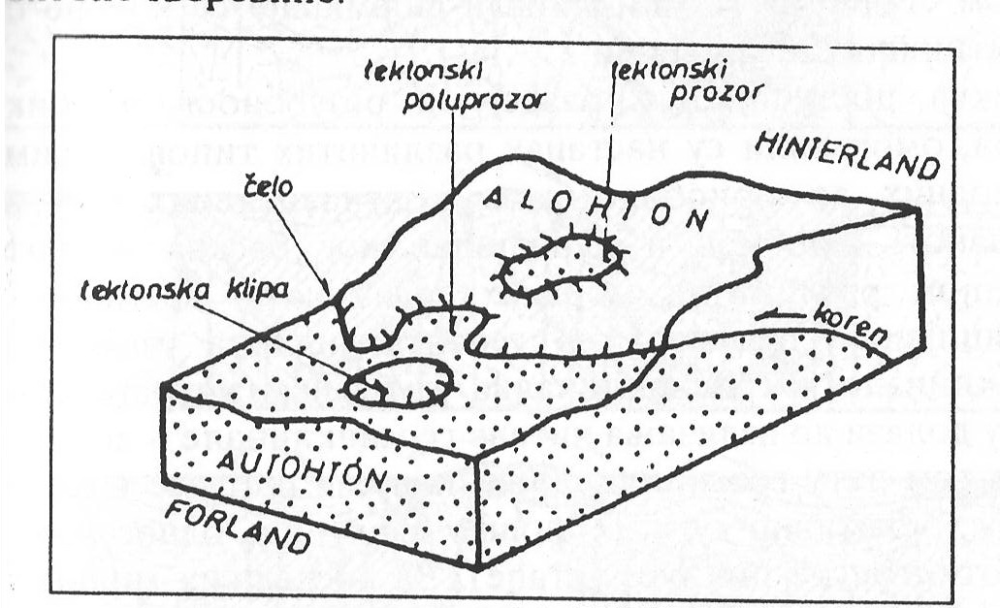 tektonski
poluprozor
tektonski
prozor
HINTERLAND
čelo
ALOHTON
tektonska klipa
koren
AUTOHTON
FORLAND